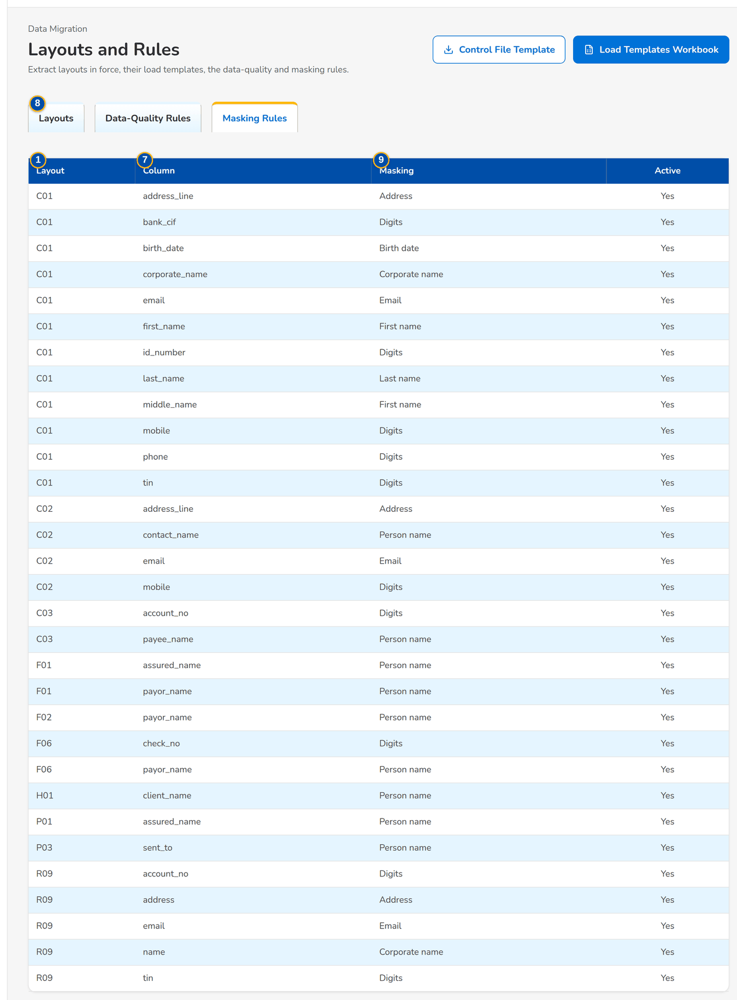 Data Migration
Layouts and Rules
Extract layouts in force, their load templates, the data-quality and masking rules.
Control File Template
Load Templates Workbook
8
Layouts
Data-Quality Rules
Masking Rules
1
7
9
Layout Column Masking Active
C01 address_line Address Yes
C01 bank_cif Digits Yes
C01 birth_date Birth date Yes
C01 corporate_name Corporate name Yes
C01 email Email Yes
C01 first_name First name Yes
C01 id_number Digits Yes
C01 last_name Last name Yes
C01 middle_name First name Yes
C01 mobile Digits Yes
C01 phone Digits Yes
C01 tin Digits Yes
C02 address_line Address Yes
C02 contact_name Person name Yes
C02 email Email Yes
C02 mobile Digits Yes
C03 account_no Digits Yes
C03 payee_name Person name Yes
F01 assured_name Person name Yes
F01 payor_name Person name Yes
F02 payor_name Person name Yes
F06 check_no Digits Yes
F06 payor_name Person name Yes
H01 client_name Person name Yes
P01 assured_name Person name Yes
P03 sent_to Person name Yes
R09 account_no Digits Yes
R09 address Address Yes
R09 email Email Yes
R09 name Corporate name Yes
R09 tin Digits Yes